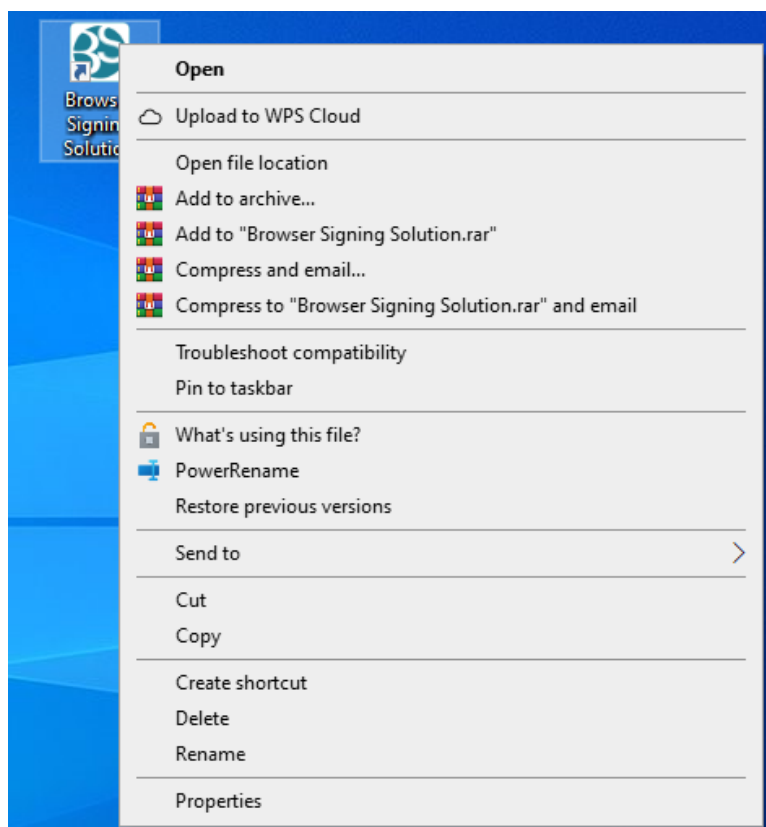 BS
Brows
Signin
Solutio
Open
Upload to WPS Cloud
Open file location
Add to archive...
Add to "Browser Signing Solution.rar"
Compress and email...
Compress to "Browser Signing Solution.rar" and email
Troubleshoot compatibility
Pin to taskbar
What's using this file?
PowerRename
Restore previous versions
Send to
Cut
Copy
Create shortcut
Delete
Rename
Properties